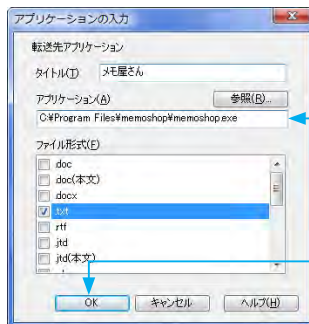 アプリケーションの入力
転送先アプリケーション
タイトル(T) メモ屋さん
アプリケーション(A) 参照(R)...
C:¥Program Files¥memoshop¥memoshop.exe
ファイル形式(F)
.doc
.doc(本文)
.docx
.txt
.rtf
.jtd
.jtd(本文)
OK キャンセル ヘルプ(H)